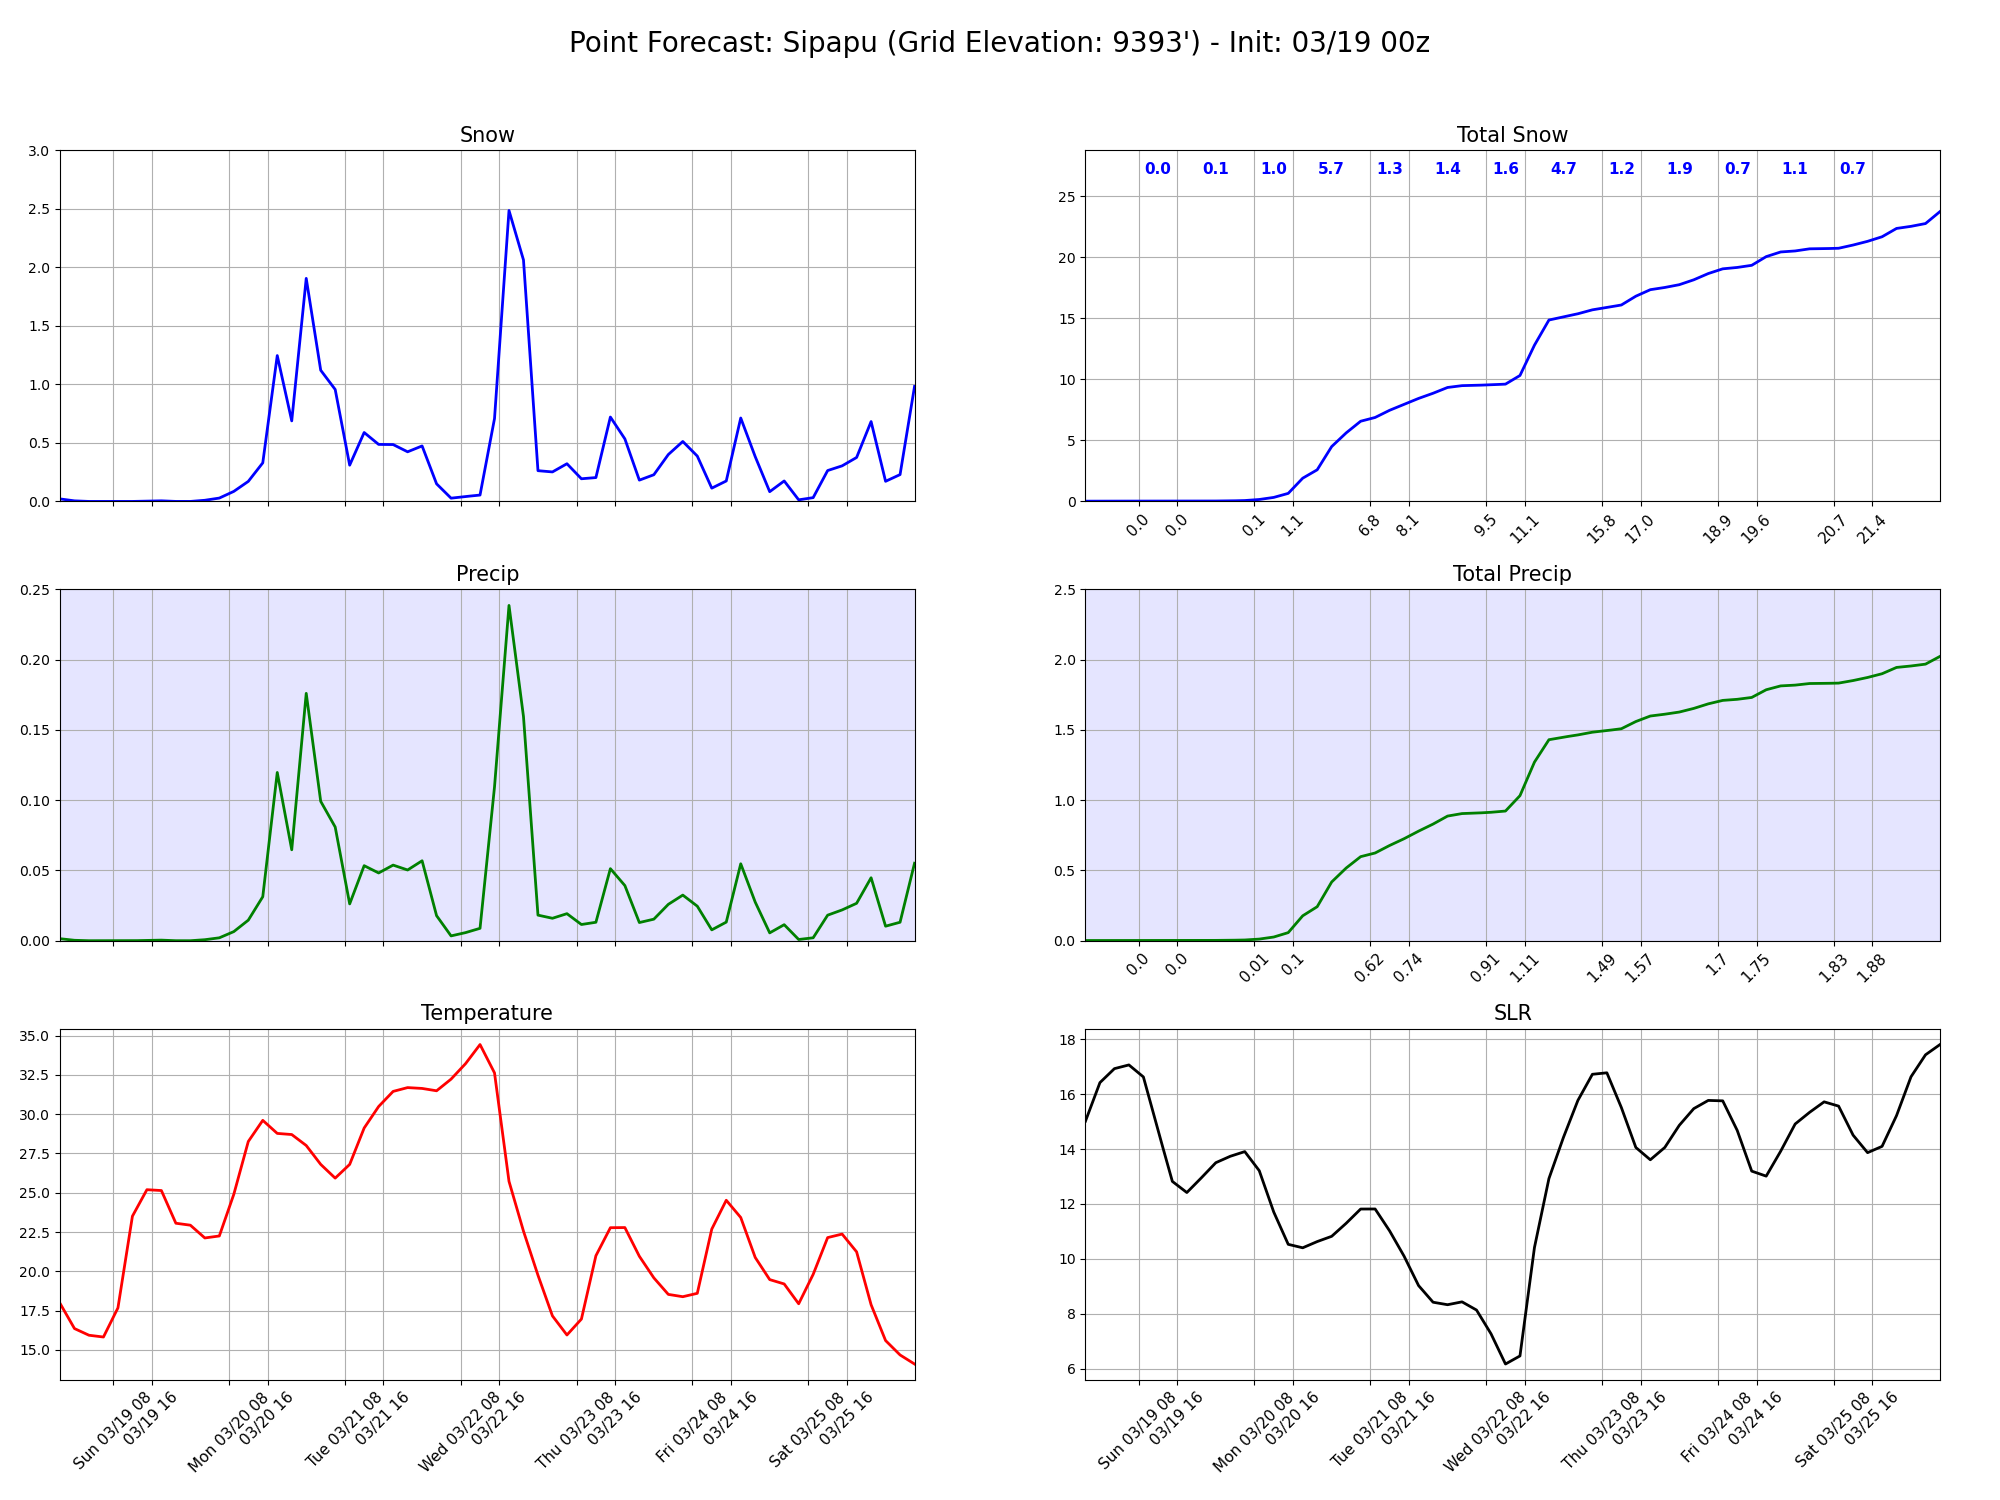 Point Forecast: Sipapu (Grid Elevation: 9393') - Init: 03/19 00z
Snow
3.0
2.5
2.0
1.5
1.0
0.5
0.0
Total Snow
0.0 0.1 1.0 5.7 1.3 1.4 1.6 4.7 1.2 1.9 0.7 1.1 0.7
25
20
15
10
5
0
0.0 0.0 0.1 1.1 6.8 8.1 9.5 11.1 15.8 17.0 18.9 19.6 20.7 21.4
Precip
0.25
0.20
0.15
0.10
0.05
0.00
Total Precip
2.5
2.0
1.5
1.0
0.5
0.0
0.0 0.0 0.01 0.1 0.62 0.74 0.91 1.11 1.49 1.57 1.7 1.75 1.83 1.88
Temperature
35.0
32.5
30.0
27.5
25.0
22.5
20.0
17.5
15.0
Sun 03/19 08
03/19 16
Mon 03/20 08
03/20 16
Tue 03/21 08
03/21 16
Wed 03/22 08
03/22 16
Thu 03/23 08
03/23 16
Fri 03/24 08
03/24 16
Sat 03/25 08
03/25 16
SLR
18
16
14
12
10
8
6
Sun 03/19 08
03/19 16
Mon 03/20 08
03/20 16
Tue 03/21 08
03/21 16
Wed 03/22 08
03/22 16
Thu 03/23 08
03/23 16
Fri 03/24 08
03/24 16
Sat 03/25 08
03/25 16